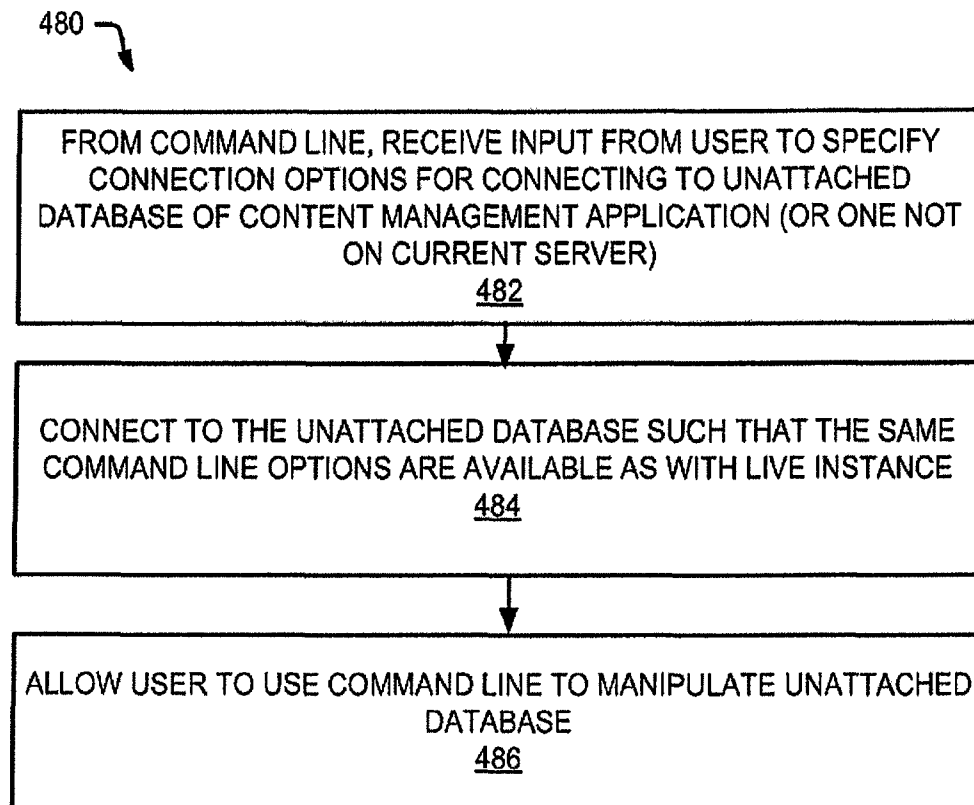 480
FROM COMMAND LINE, RECEIVE INPUT FROM USER TO SPECIFY
CONNECTION OPTIONS FOR CONNECTING TO UNATTACHED
DATABASE OF CONTENT MANAGEMENT APPLICATION (OR ONE NOT
ON CURRENT SERVER)
482
CONNECT TO THE UNATTACHED DATABASE SUCH THAT THE SAME
COMMAND LINE OPTIONS ARE AVAILABLE AS WITH LIVE INSTANCE
484
ALLOW USER TO USE COMMAND LINE TO MANIPULATE UNATTACHED
DATABASE
486